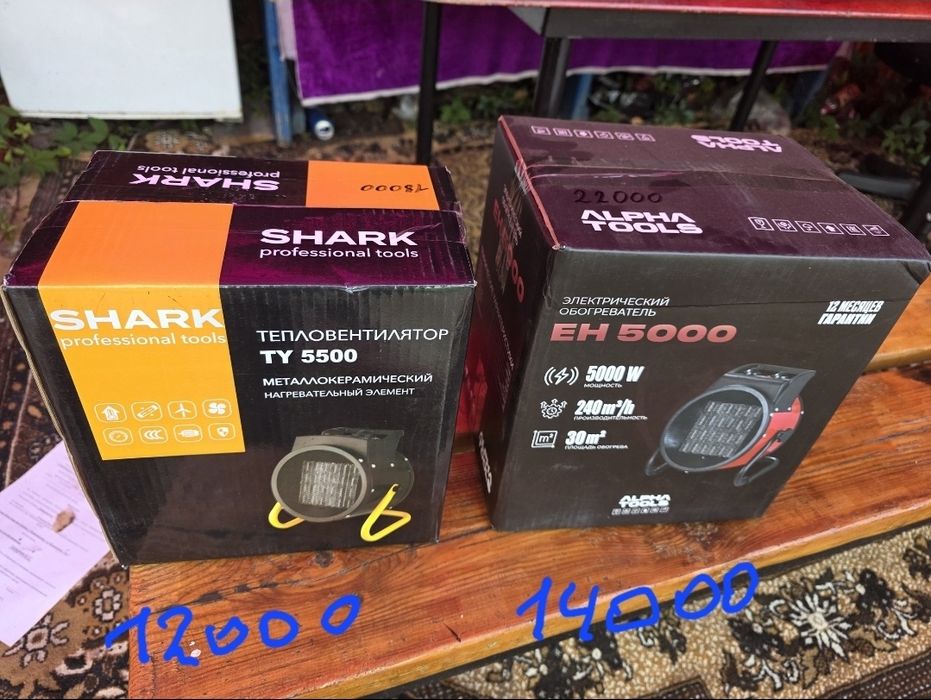 SHARK
professional tools
18000
SHARK
professional tools
SHARK
professional tools
ТЕПЛОВЕНТИЛЯТОР
TY 5500
МЕТАЛЛОКЕРАМИЧЕСКИЙ
НАГРЕВАТЕЛЬНЫЙ ЭЛЕМЕНТ
ALPHA
TOOLS
22000
ALPHA
TOOLS
ЭЛЕКТРИЧЕСКИЙ
ОБОГРЕВАТЕЛЬ
EH 5000
12 МЕСЯЦЕВ
ГАРАНТИИ
5000 W
МОЩНОСТЬ
240 m³/h
ПРОИЗВОДИТЕЛЬНОСТЬ
30 m²
ПЛОЩАДЬ ОБОГРЕВА
ALPHA
TOOLS
12000
14000